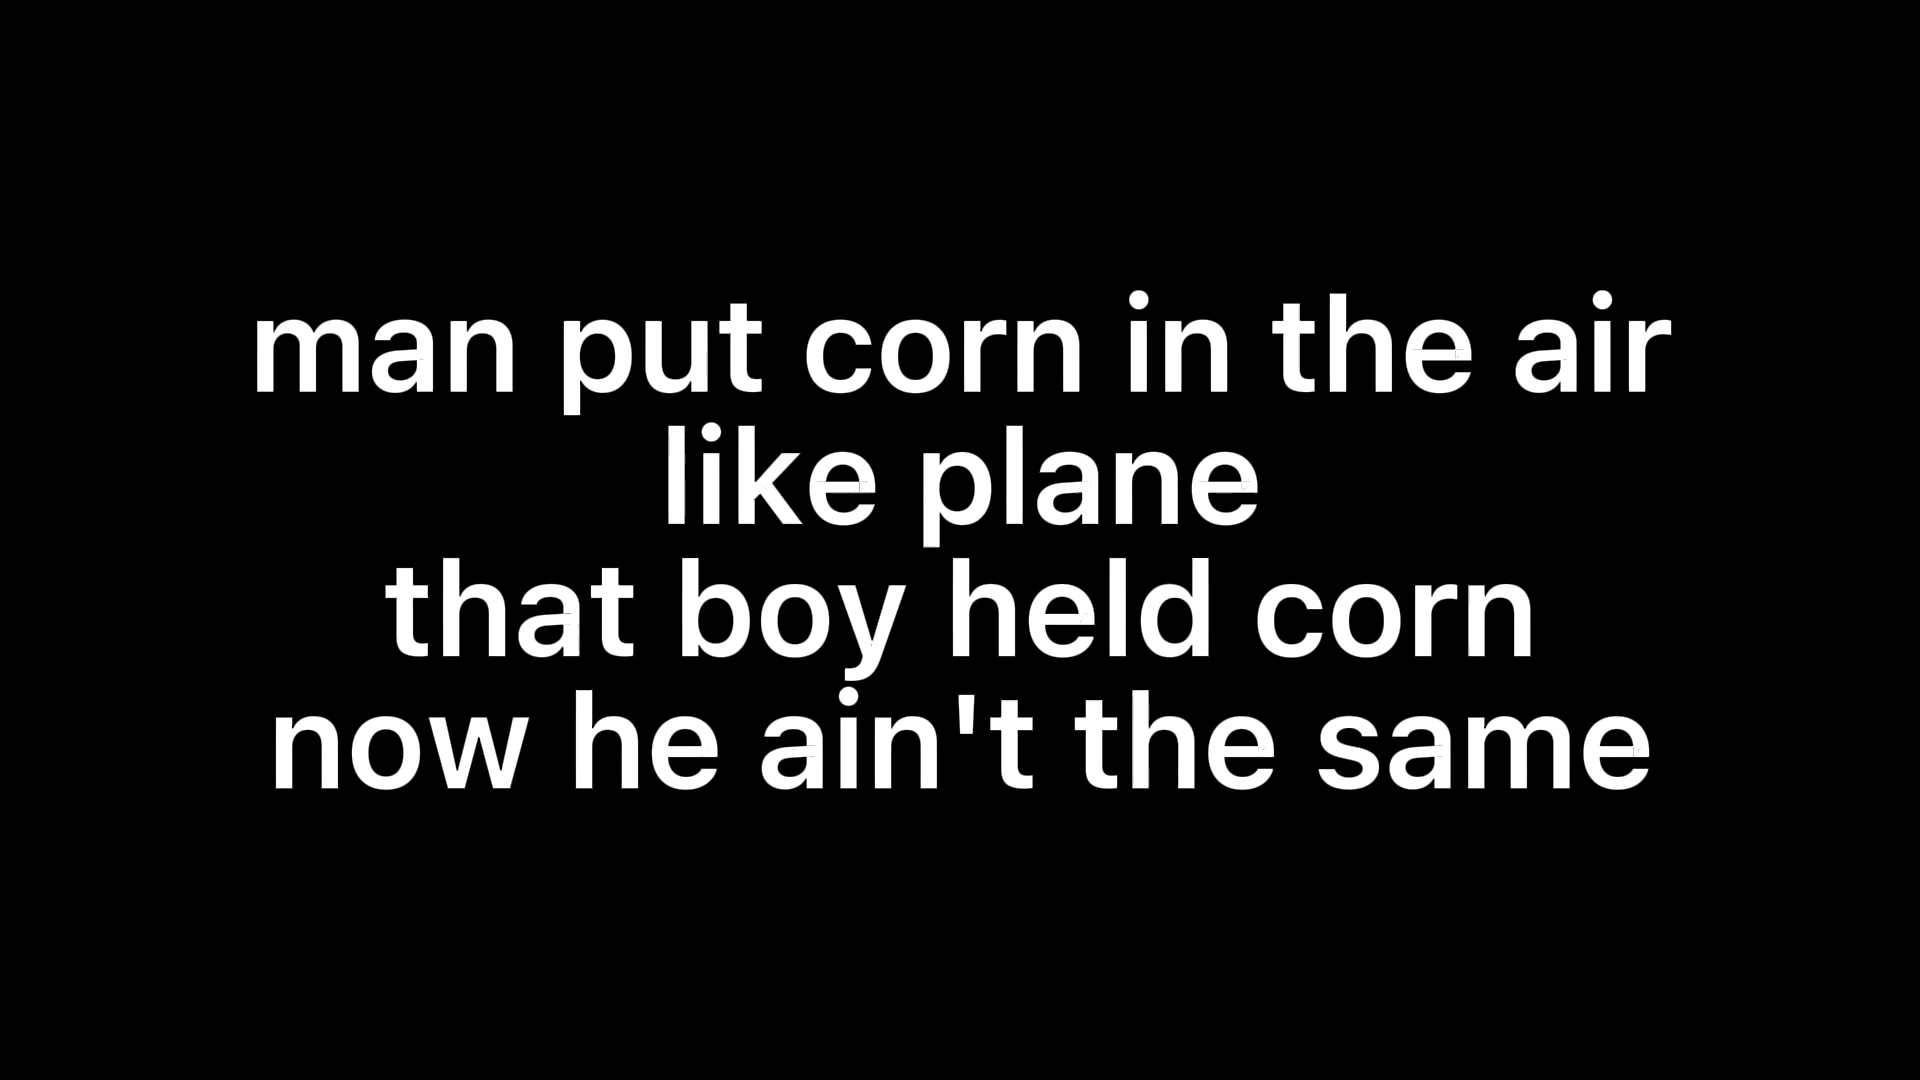 man put corn in the air
like plane
that boy held corn
now he ain't the same